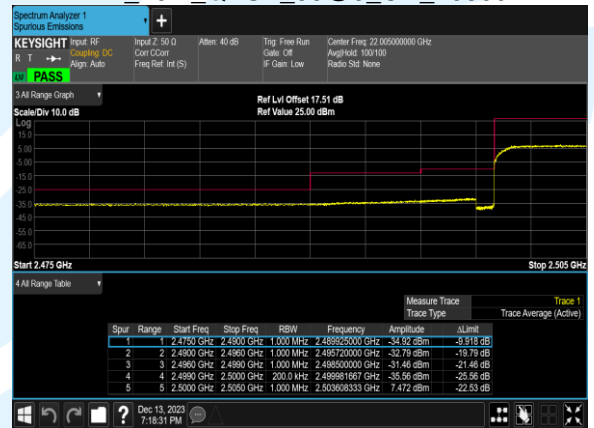 Spectrum Analyzer 1
Spurious Emissions
KEYSIGHT Input: RF Input Z: 50 Ω Atten: 40 dB Trig: Free Run Center Freq: 22.005000000 GHz
R T Coupling: DC Corr CCorr Gate: Off Avg|Hold: 100/100
Align: Auto Freq Ref: Int (S) IF Gain: Low Radio Std: None
LW PASS
3 All Range Graph
Ref Lvl Offset 17.51 dB
Scale/Div 10.0 dB Ref Value 25.00 dBm
Log
15.0
5.00
-5.00
-15.0
-25.0
-35.0
-45.0
-55.0
-65.0
Start 2.475 GHz Stop 2.505 GHz
4 All Range Table
Measure Trace Trace 1
Trace Type Trace Average (Active)
Spur Range Start Freq Stop Freq RBW Frequency Amplitude ΔLimit
1 1 2.4750 GHz 2.4900 GHz 1.000 MHz 2.489925000 GHz -34.92 dBm -9.918 dB
2 2 2.4900 GHz 2.4960 GHz 1.000 MHz 2.495720000 GHz -32.79 dBm -19.79 dB
3 3 2.4960 GHz 2.4990 GHz 1.000 MHz 2.498500000 GHz -31.46 dBm -21.46 dB
4 4 2.4990 GHz 2.5000 GHz 200.0 kHz 2.499981667 GHz -35.56 dBm -25.56 dB
5 5 2.5000 GHz 2.5050 GHz 1.000 MHz 2.503608333 GHz 7.472 dBm -22.53 dB
Dec 13, 2023
7:18:31 PM